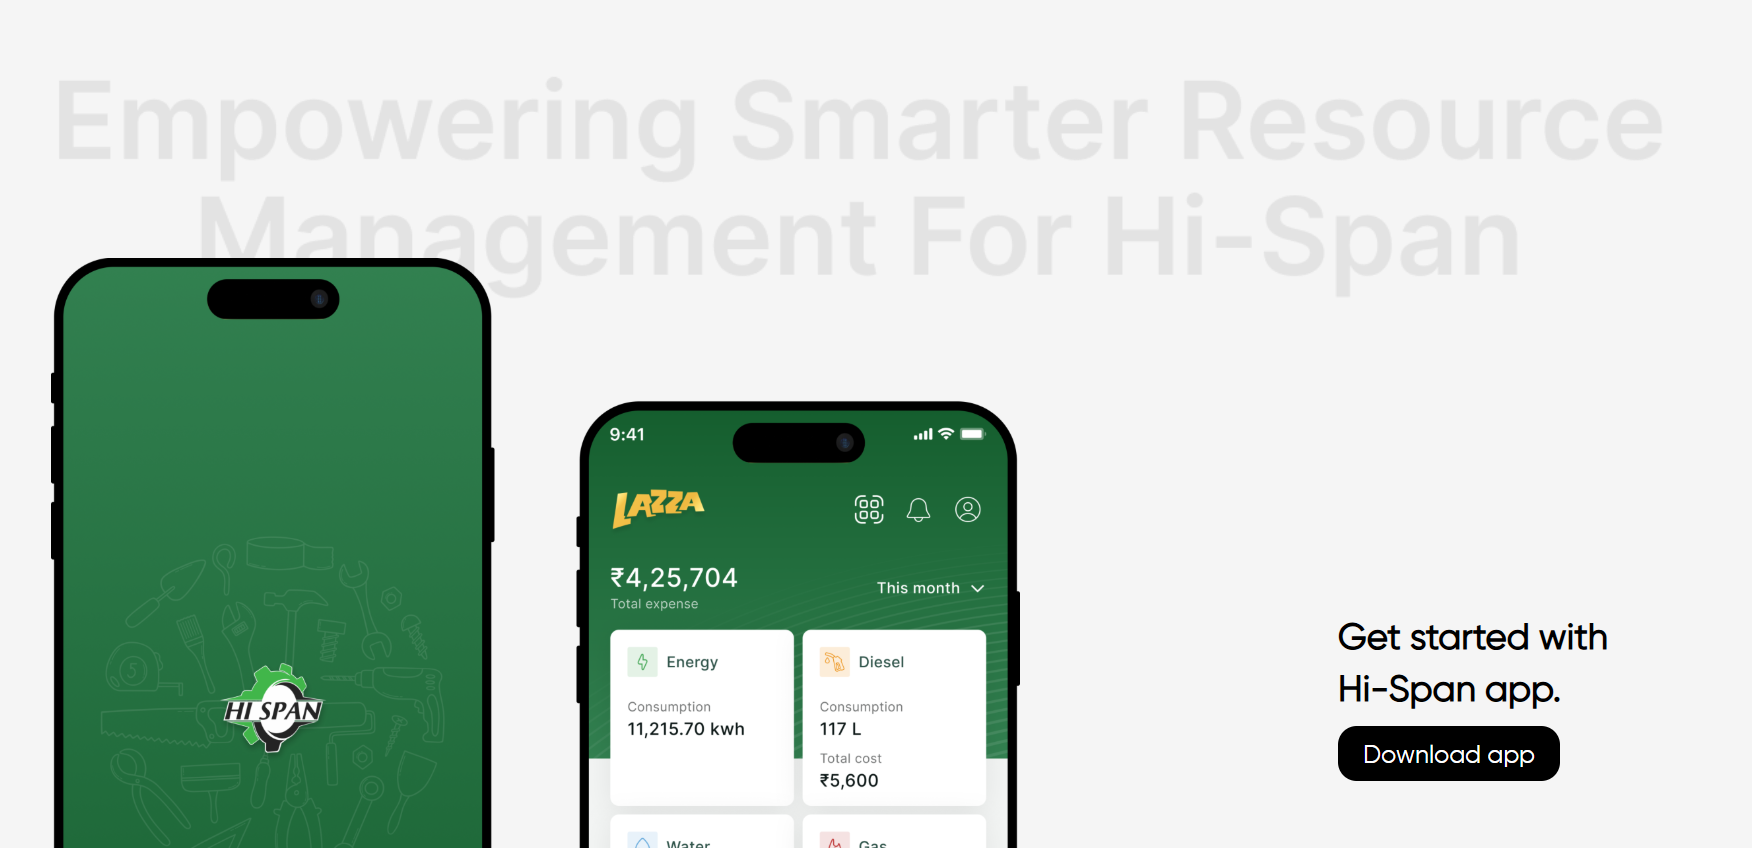 Empowering Smarter Resource
Management For Hi-Span
HI SPAN
9:41
LAZZA
₹4,25,704
Total expense
This month
Energy
Consumption
11,215.70 kwh
Diesel
Consumption
117 L
Total cost
₹5,600
Water
Gas
5
Get started with
Hi-Span app.
Download app